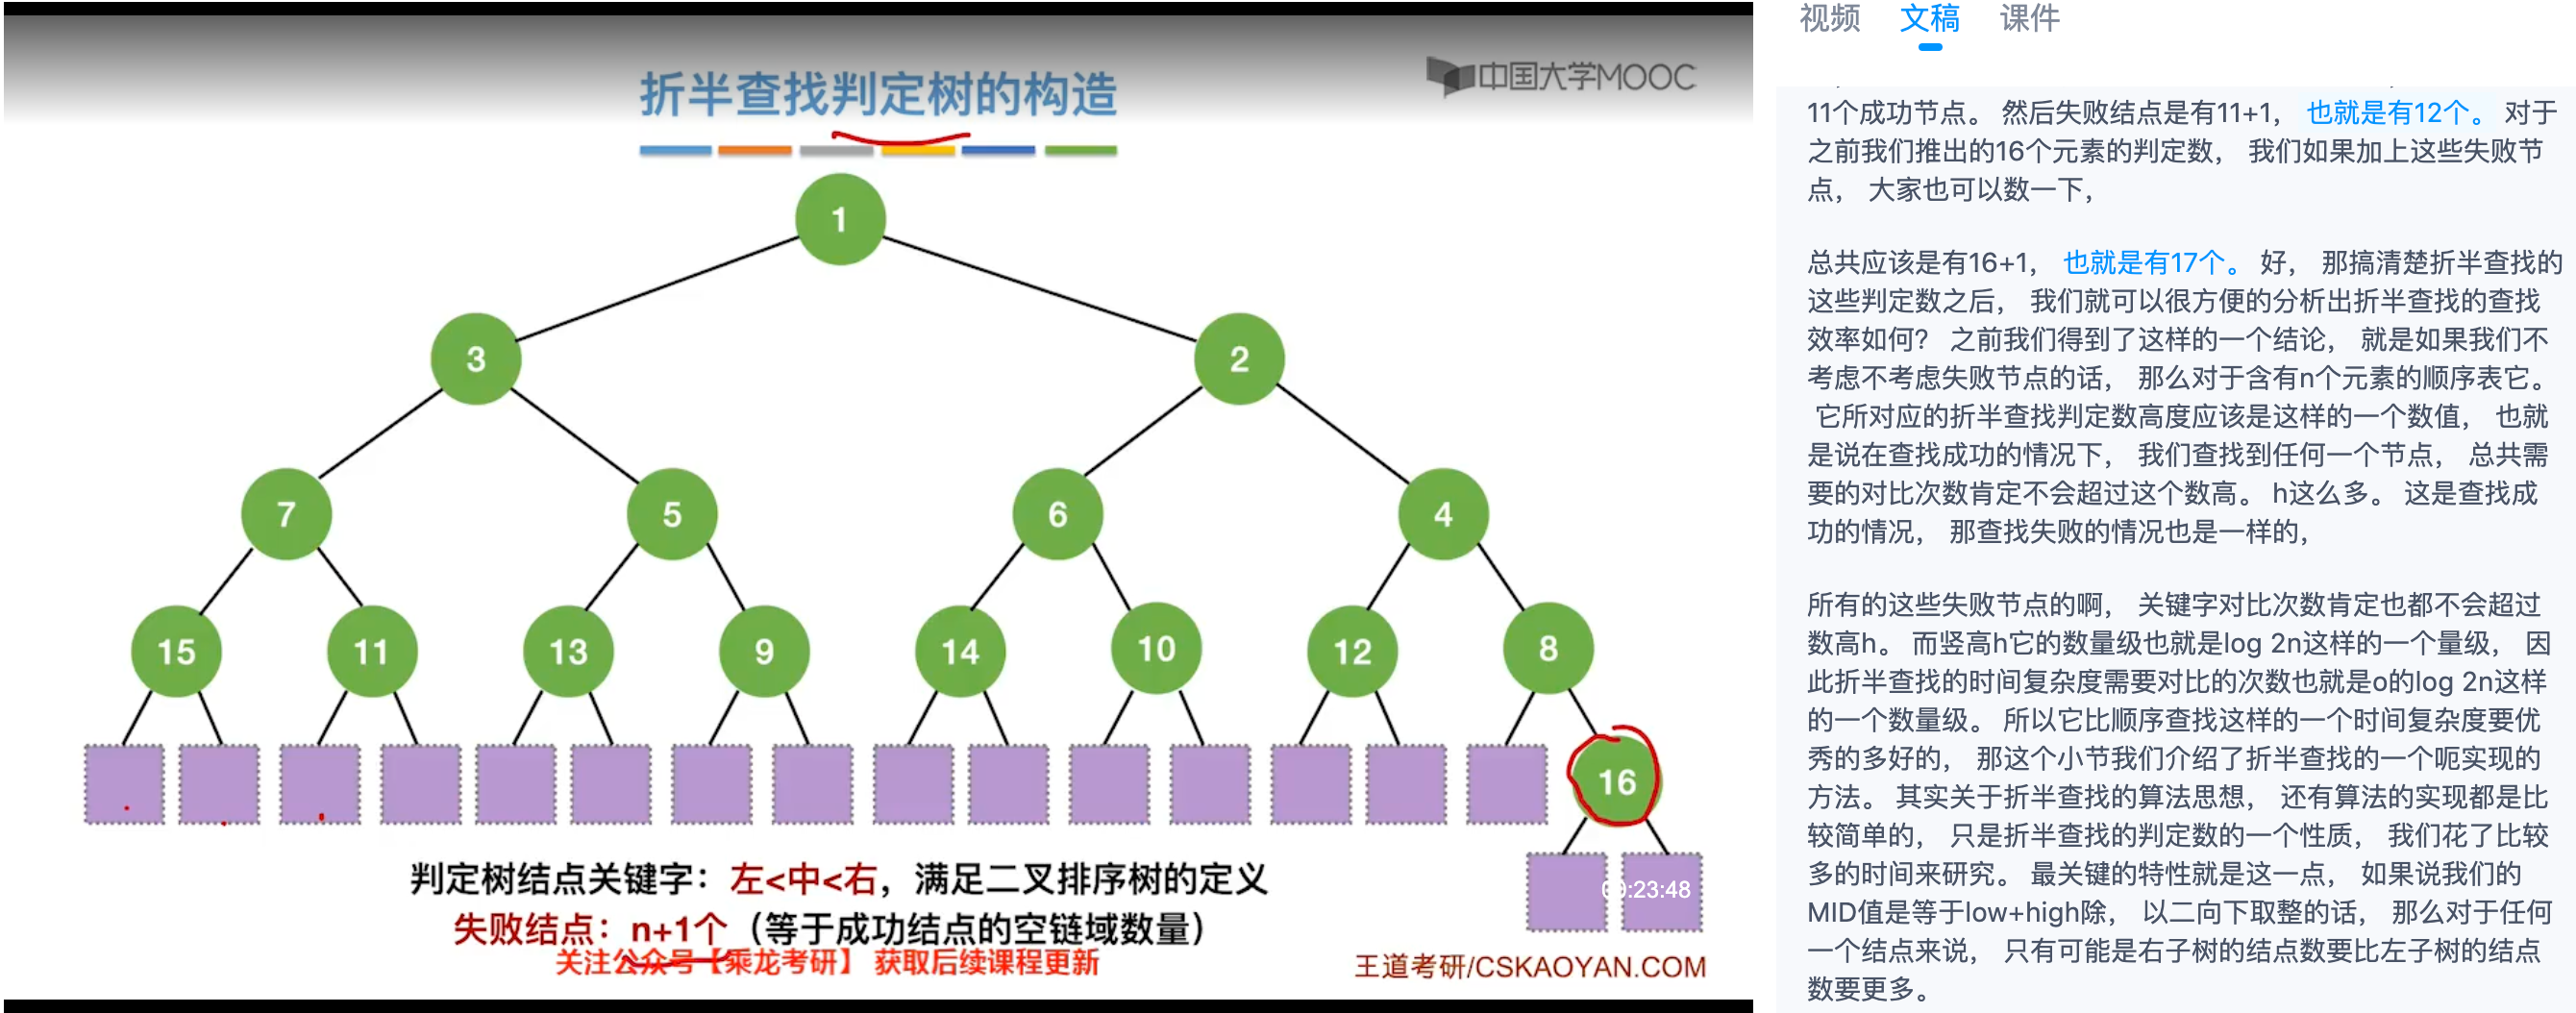 折半查找判定树的构造
中国大学MOOC
1
3
2
7
5
6
4
15
11
13
9
14
10
12
8
16
判定树结点关键字：左<中<右，满足二叉排序树的定义
失败结点：n+1个（等于成功结点的空链域数量）
关注公众号【乘龙考研】 获取后续课程更新
王道考研/CSKAOYAN.COM
:23:48
视频 文稿 课件
11个成功节点。 然后失败结点是有11+1， 也就是有12个。 对于
之前我们推出的16个元素的判定数， 我们如果加上这些失败节
点， 大家也可以数一下，
总共应该是有16+1， 也就是有17个。 好， 那搞清楚折半查找的
这些判定数之后， 我们就可以很方便的分析出折半查找的查找
效率如何？ 之前我们得到了这样的一个结论， 就是如果我们不
考虑不考虑失败节点的话， 那么对于含有n个元素的顺序表它。
它所对应的折半查找判定数高度应该是这样的一个数值， 也就
是说在查找成功的情况下， 我们查找到任何一个节点， 总共需
要的对比次数肯定不会超过这个数高。 h这么多。 这是查找成
功的情况， 那查找失败的情况也是一样的，
所有的这些失败节点的啊， 关键字对比次数肯定也都不会超过
数高h。 而竖高h它的数量级也就是log 2n这样的一个量级， 因
此折半查找的时间复杂度需要对比的次数也就是o的log 2n这样
的一个数量级。 所以它比顺序查找这样的一个时间复杂度要优
秀的多好的， 那这个小节我们介绍了折半查找的一个呃实现的
方法。 其实关于折半查找的算法思想， 还有算法的实现都是比
较简单的， 只是折半查找的判定数的一个性质， 我们花了比较
多的时间来研究。 最关键的特性就是这一点， 如果说我们的
MID值是等于low+high除， 以二向下取整的话， 那么对于任何
一个结点来说， 只有可能是右子树的结点数要比左子树的结点
数要更多。